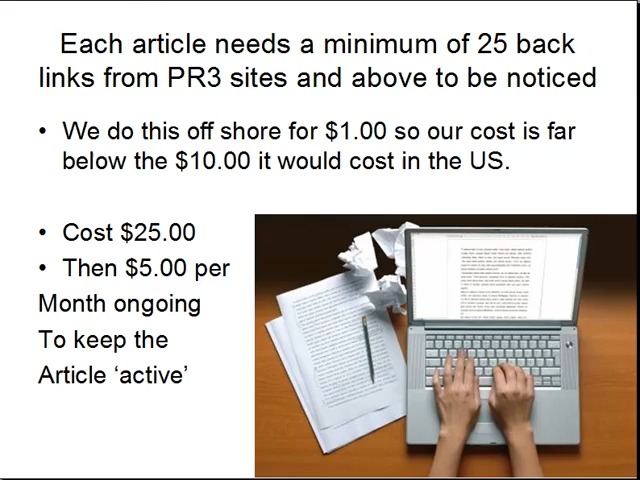 Each article needs a minimum of 25 back
links from PR3 sites and above to be noticed
• We do this off shore for $1.00 so our cost is far
below the $10.00 it would cost in the US.
• Cost $25.00
• Then $5.00 per
Month ongoing
To keep the
Article ‘active’